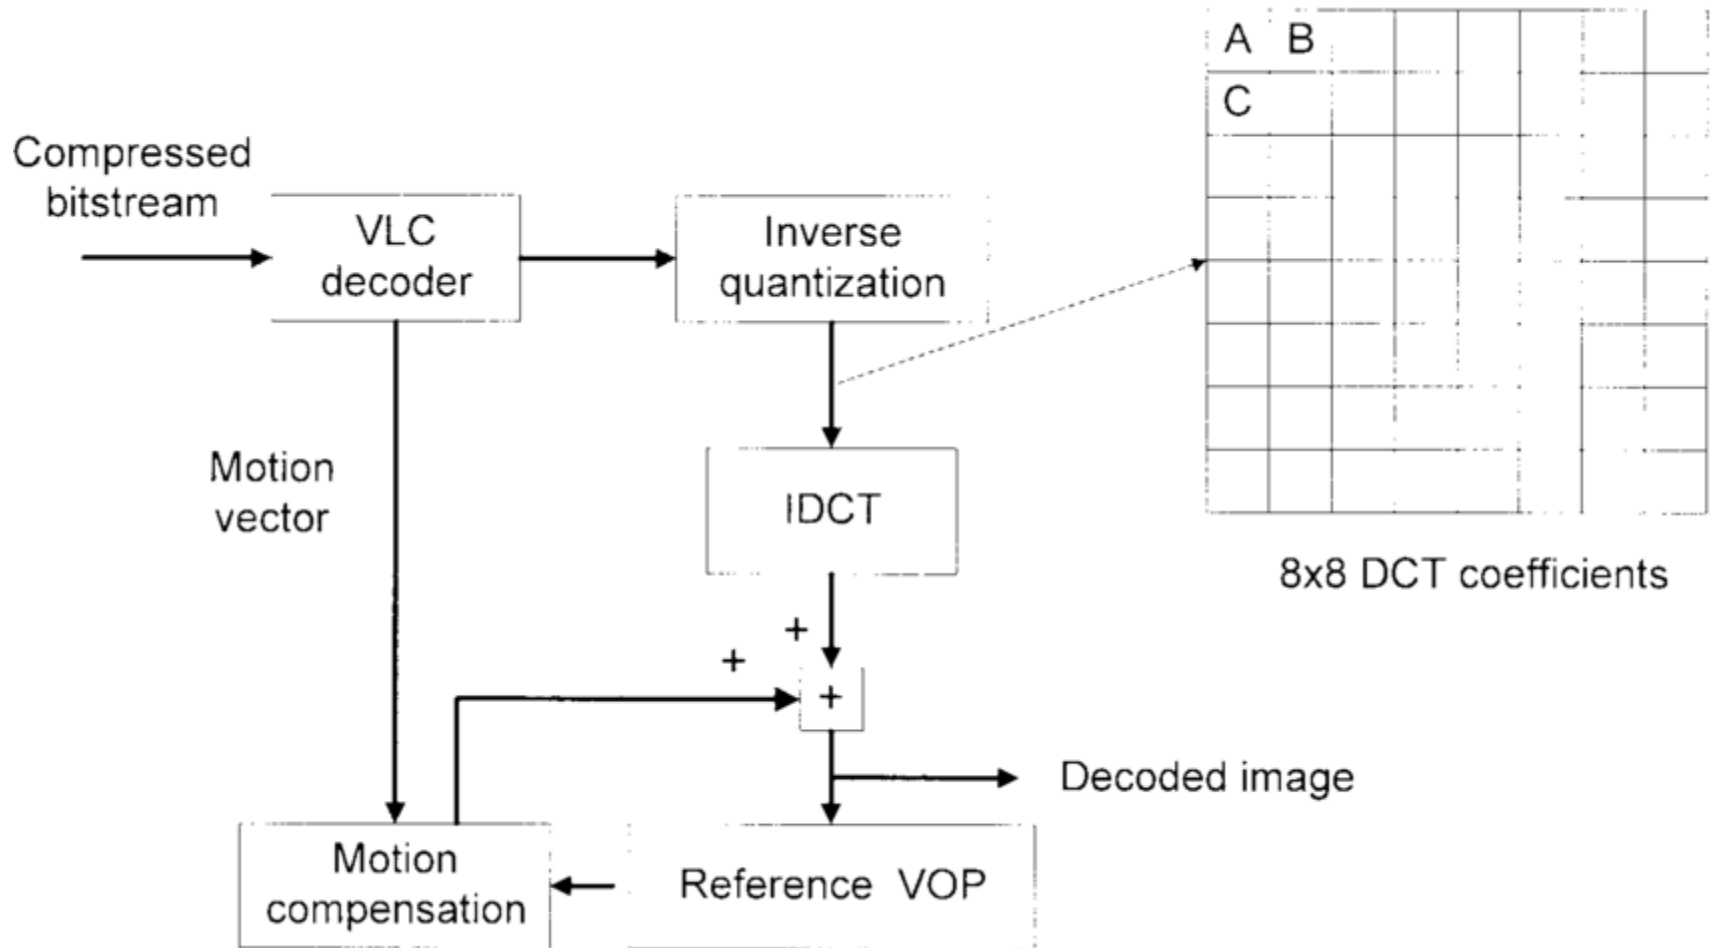 A B
C
Compressed
bitstream
VLC
decoder
Inverse
quantization
Motion
vector
IDCT
8x8 DCT coefficients
+
+
+
Decoded image
Motion
compensation
Reference VOP